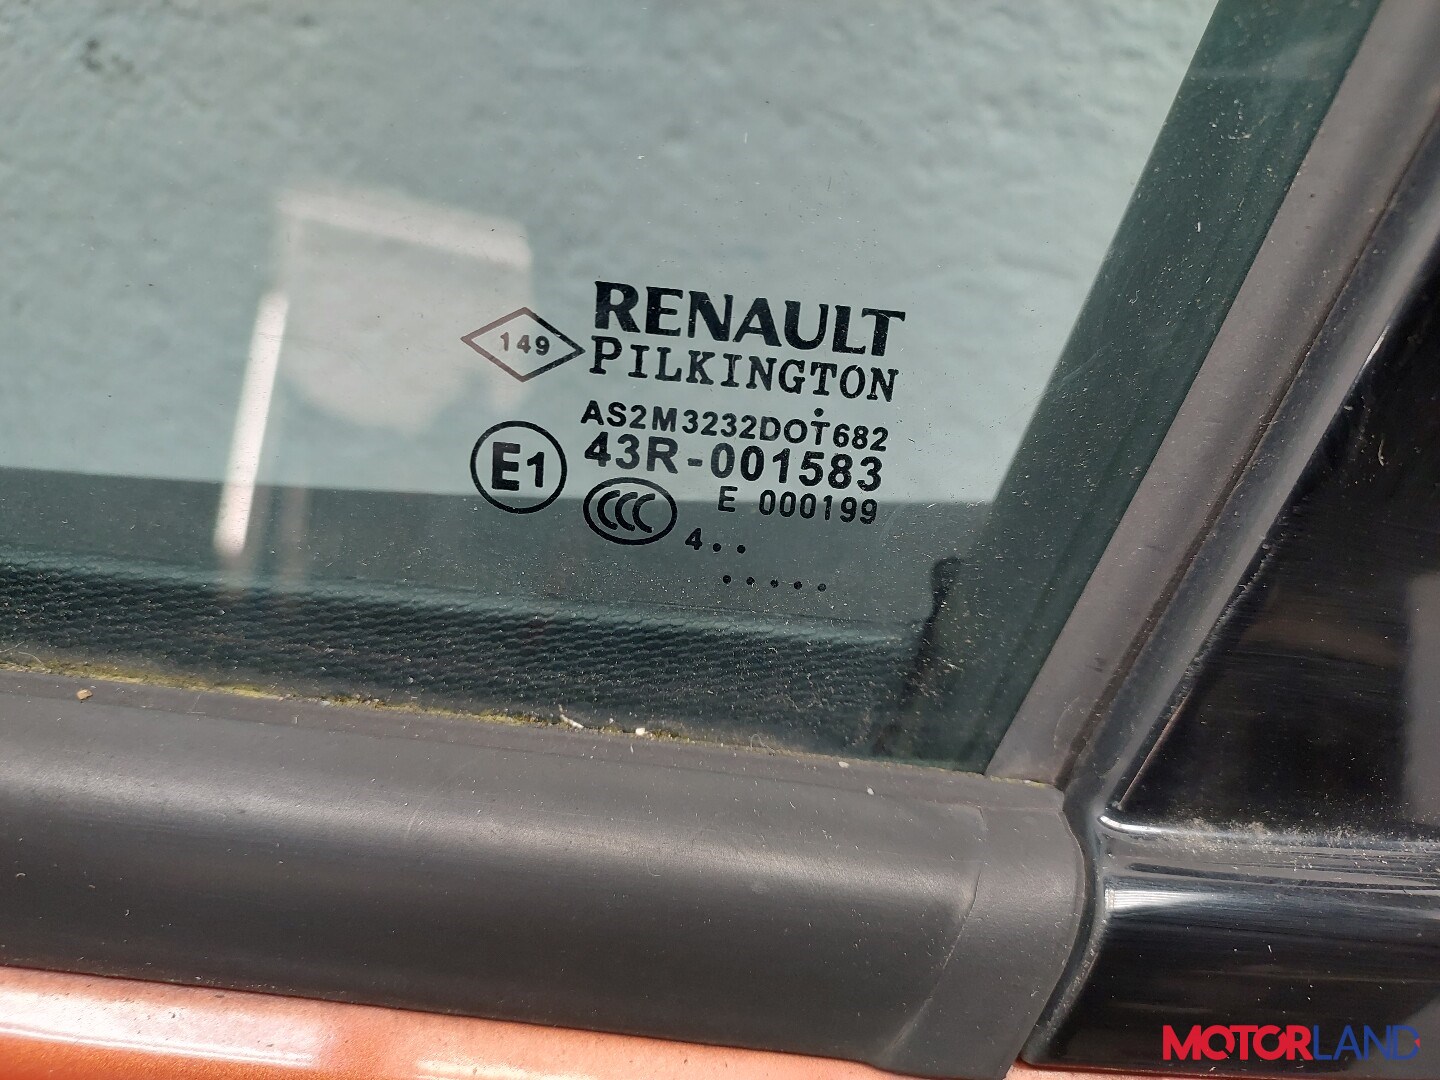 RENAULT
149
PILKINGTON
AS2M3232DOT682
E1
43R-001583
E 000199
CCC
4..
.....
MOTORLAND